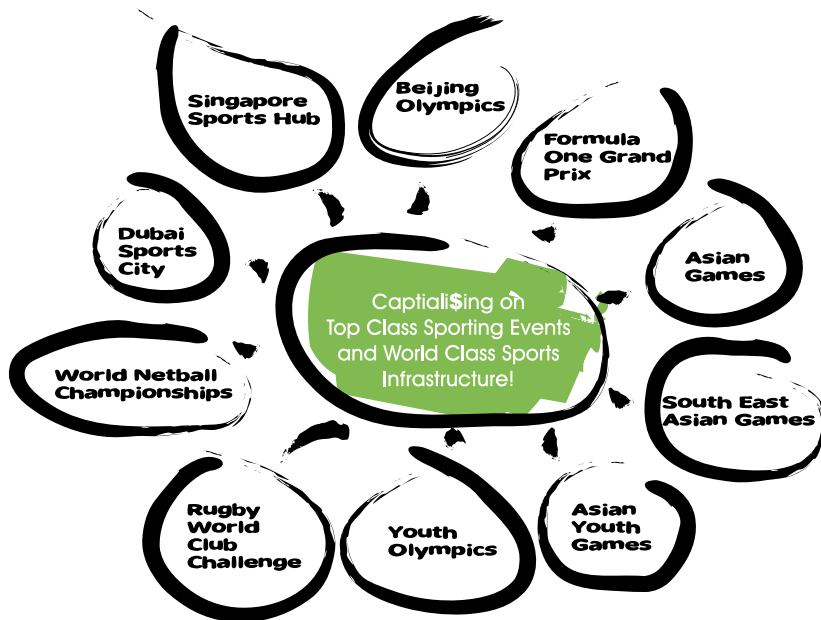 Singapore
Sports Hub
Beijing
Olympics
Formula
One Grand
Prix
Dubai
Sports
City
Asian
Games
Captiali$ing on
Top Class Sporting Events
and World Class Sports
Infrastructure!
World Netball
Championships
South East
Asian Games
Rugby
World
Club
Challenge
Youth
Olympics
Asian
Youth
Games